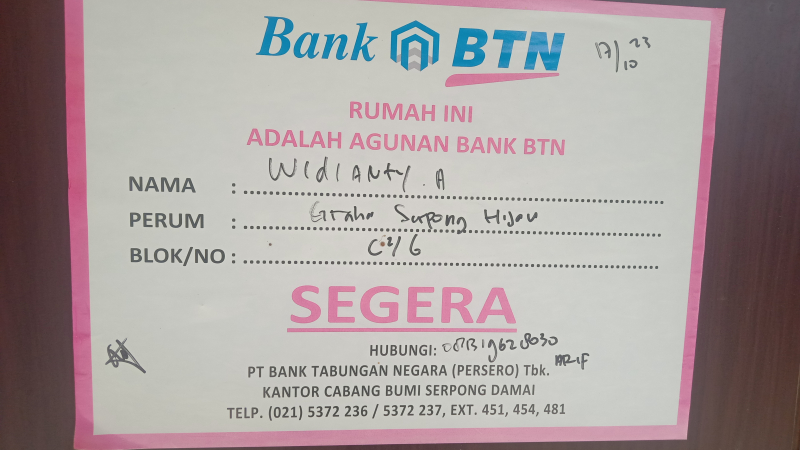 Bank BTN
17/10 23
RUMAH INI
ADALAH AGUNAN BANK BTN
NAMA : Widianty. A
PERUM : Graha Serpong Hijau
BLOK/NO : C2/6
SEGERA
HUBUNGI:
ARIF
PT BANK TABUNGAN NEGARA (PERSERO) Tbk.
KANTOR CABANG BUMI SERPONG DAMAI
TELP. (021) 5372 236 / 5372 237, EXT. 451, 454, 481